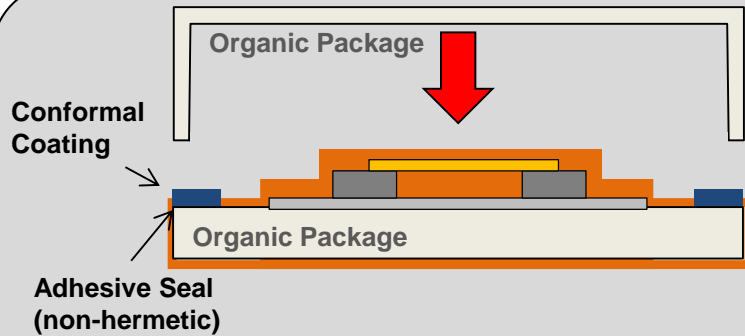 Organic Package
Conformal
Coating
Organic Package
Adhesive Seal
(non-hermetic)